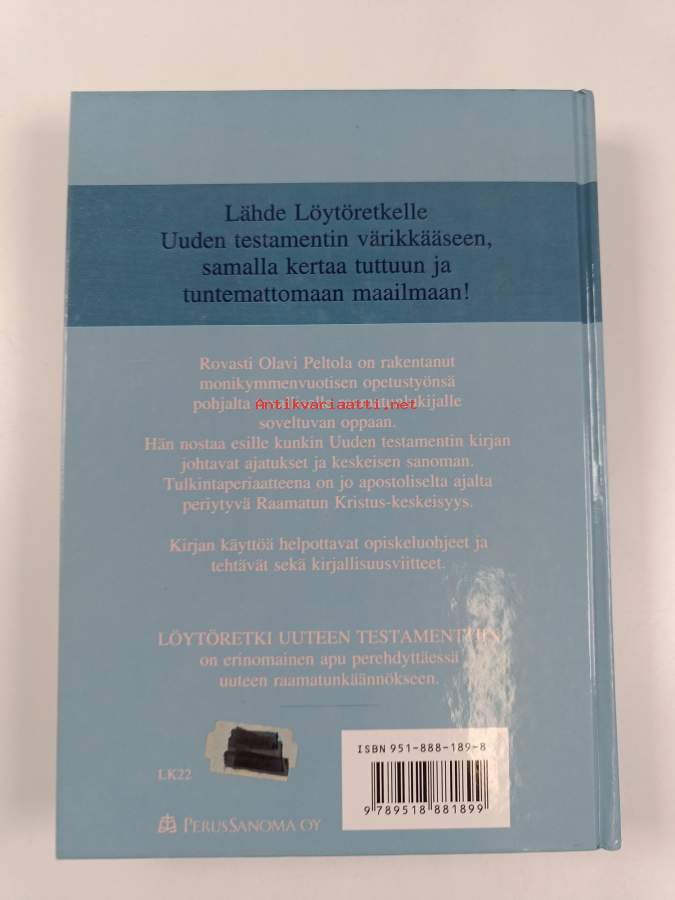 Lähde Löytöretkelle
Uuden testamentin värikkääseen,
samalla kertaa tuttuun ja
tuntemattomaan maailmaan!
Rovasti Olavi Peltola on rakentanut
monikymmenvuotisen opetustyönsä
pohjalta
Antikvariaatti.net
soveltuvan oppaan.
Hän nostaa esille kunkin Uuden testamentin kirjan
johtavat ajatukset ja keskeisen sanoman.
Tulkintaperiaatteena on jo apostoliselta ajalta
periytyvä Raamatun Kristus-keskeisyys.
Kirjan käyttöä helpottavat opiskeluohjeet ja
tehtävät sekä kirjallisuusviitteet.
LÖYTÖRETKI UUTEEN TESTAMENTTIIN
on erinomainen apu perehdyttäessä
uuteen raamatunkäännökseen.
ISBN 951-888-189-8
LK22
9 789518 881899
PERUSSANOMA OY